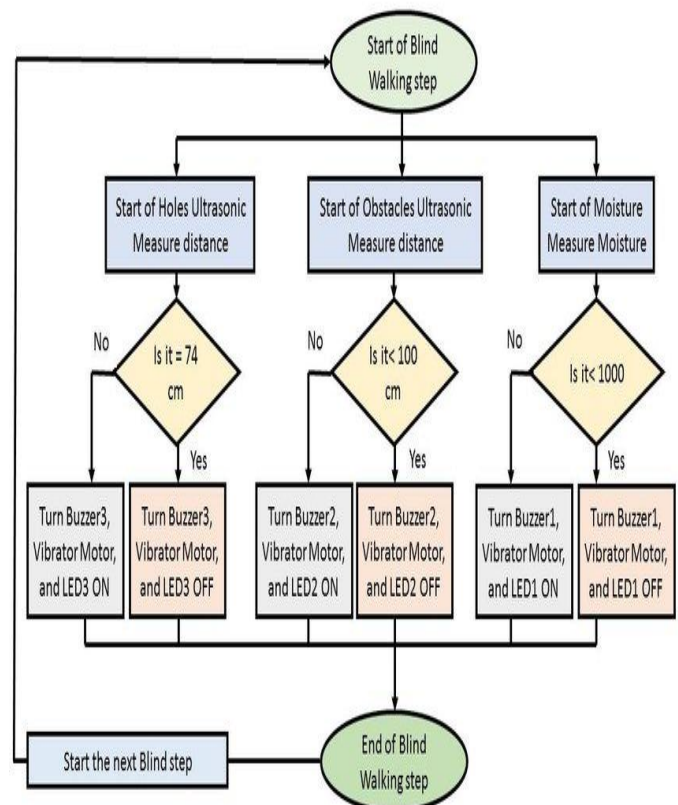 Start of Blind
Walking step
Start of Holes Ultrasonic
Measure distance
Start of Obstacles Ultrasonic
Measure distance
Start of Moisture
Measure Moisture
No
Is it = 74
cm
Yes
No
Is it< 100
cm
Yes
No
Is it< 1000
Yes
Turn Buzzer3,
Vibrator Motor,
and LED3 ON
Turn Buzzer3,
Vibrator Motor,
and LED3 OFF
Turn Buzzer2,
Vibrator Motor,
and LED2 ON
Turn Buzzer2,
Vibrator Motor,
and LED2 OFF
Turn Buzzer1,
Vibrator Motor,
and LED1 ON
Turn Buzzer1,
Vibrator Motor,
and LED1 OFF
Start the next Blind step
End of Blind
Walking step